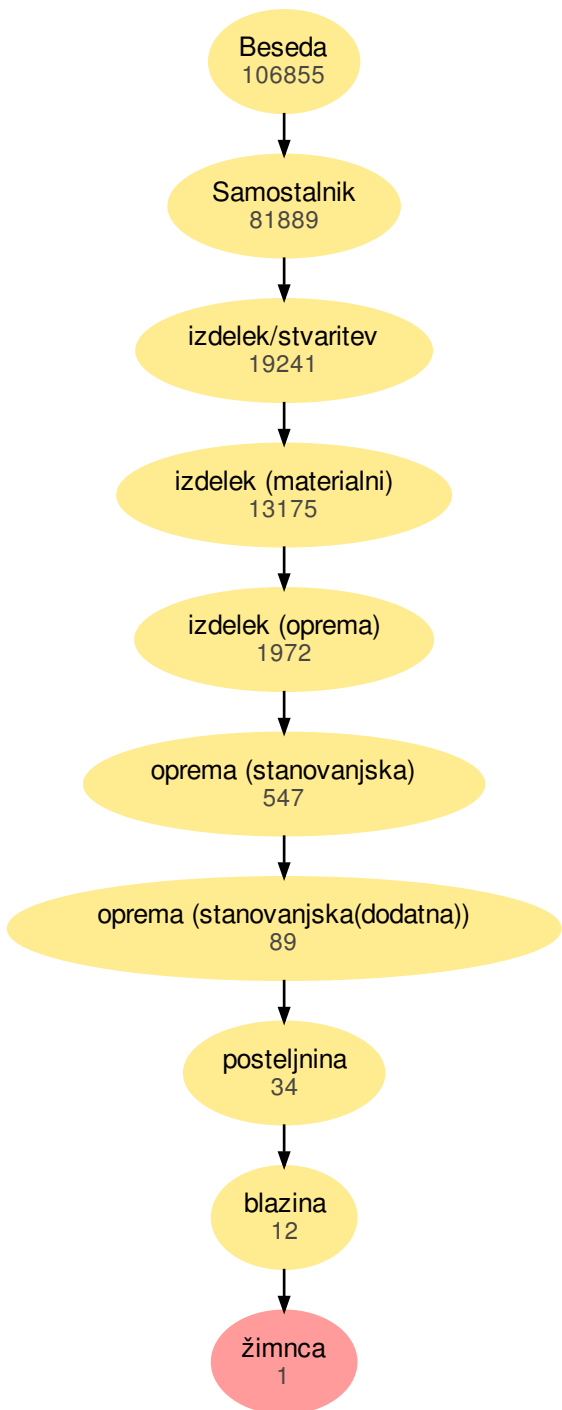 Beseda
106855
Samostalnik
81889
izdelek/stvaritev
19241
izdelek (materialni)
13175
izdelek (oprema)
1972
oprema (stanovanjska)
547
oprema (stanovanjska(dodatna))
89
posteljnina
34
blazina
12
žimnca
1